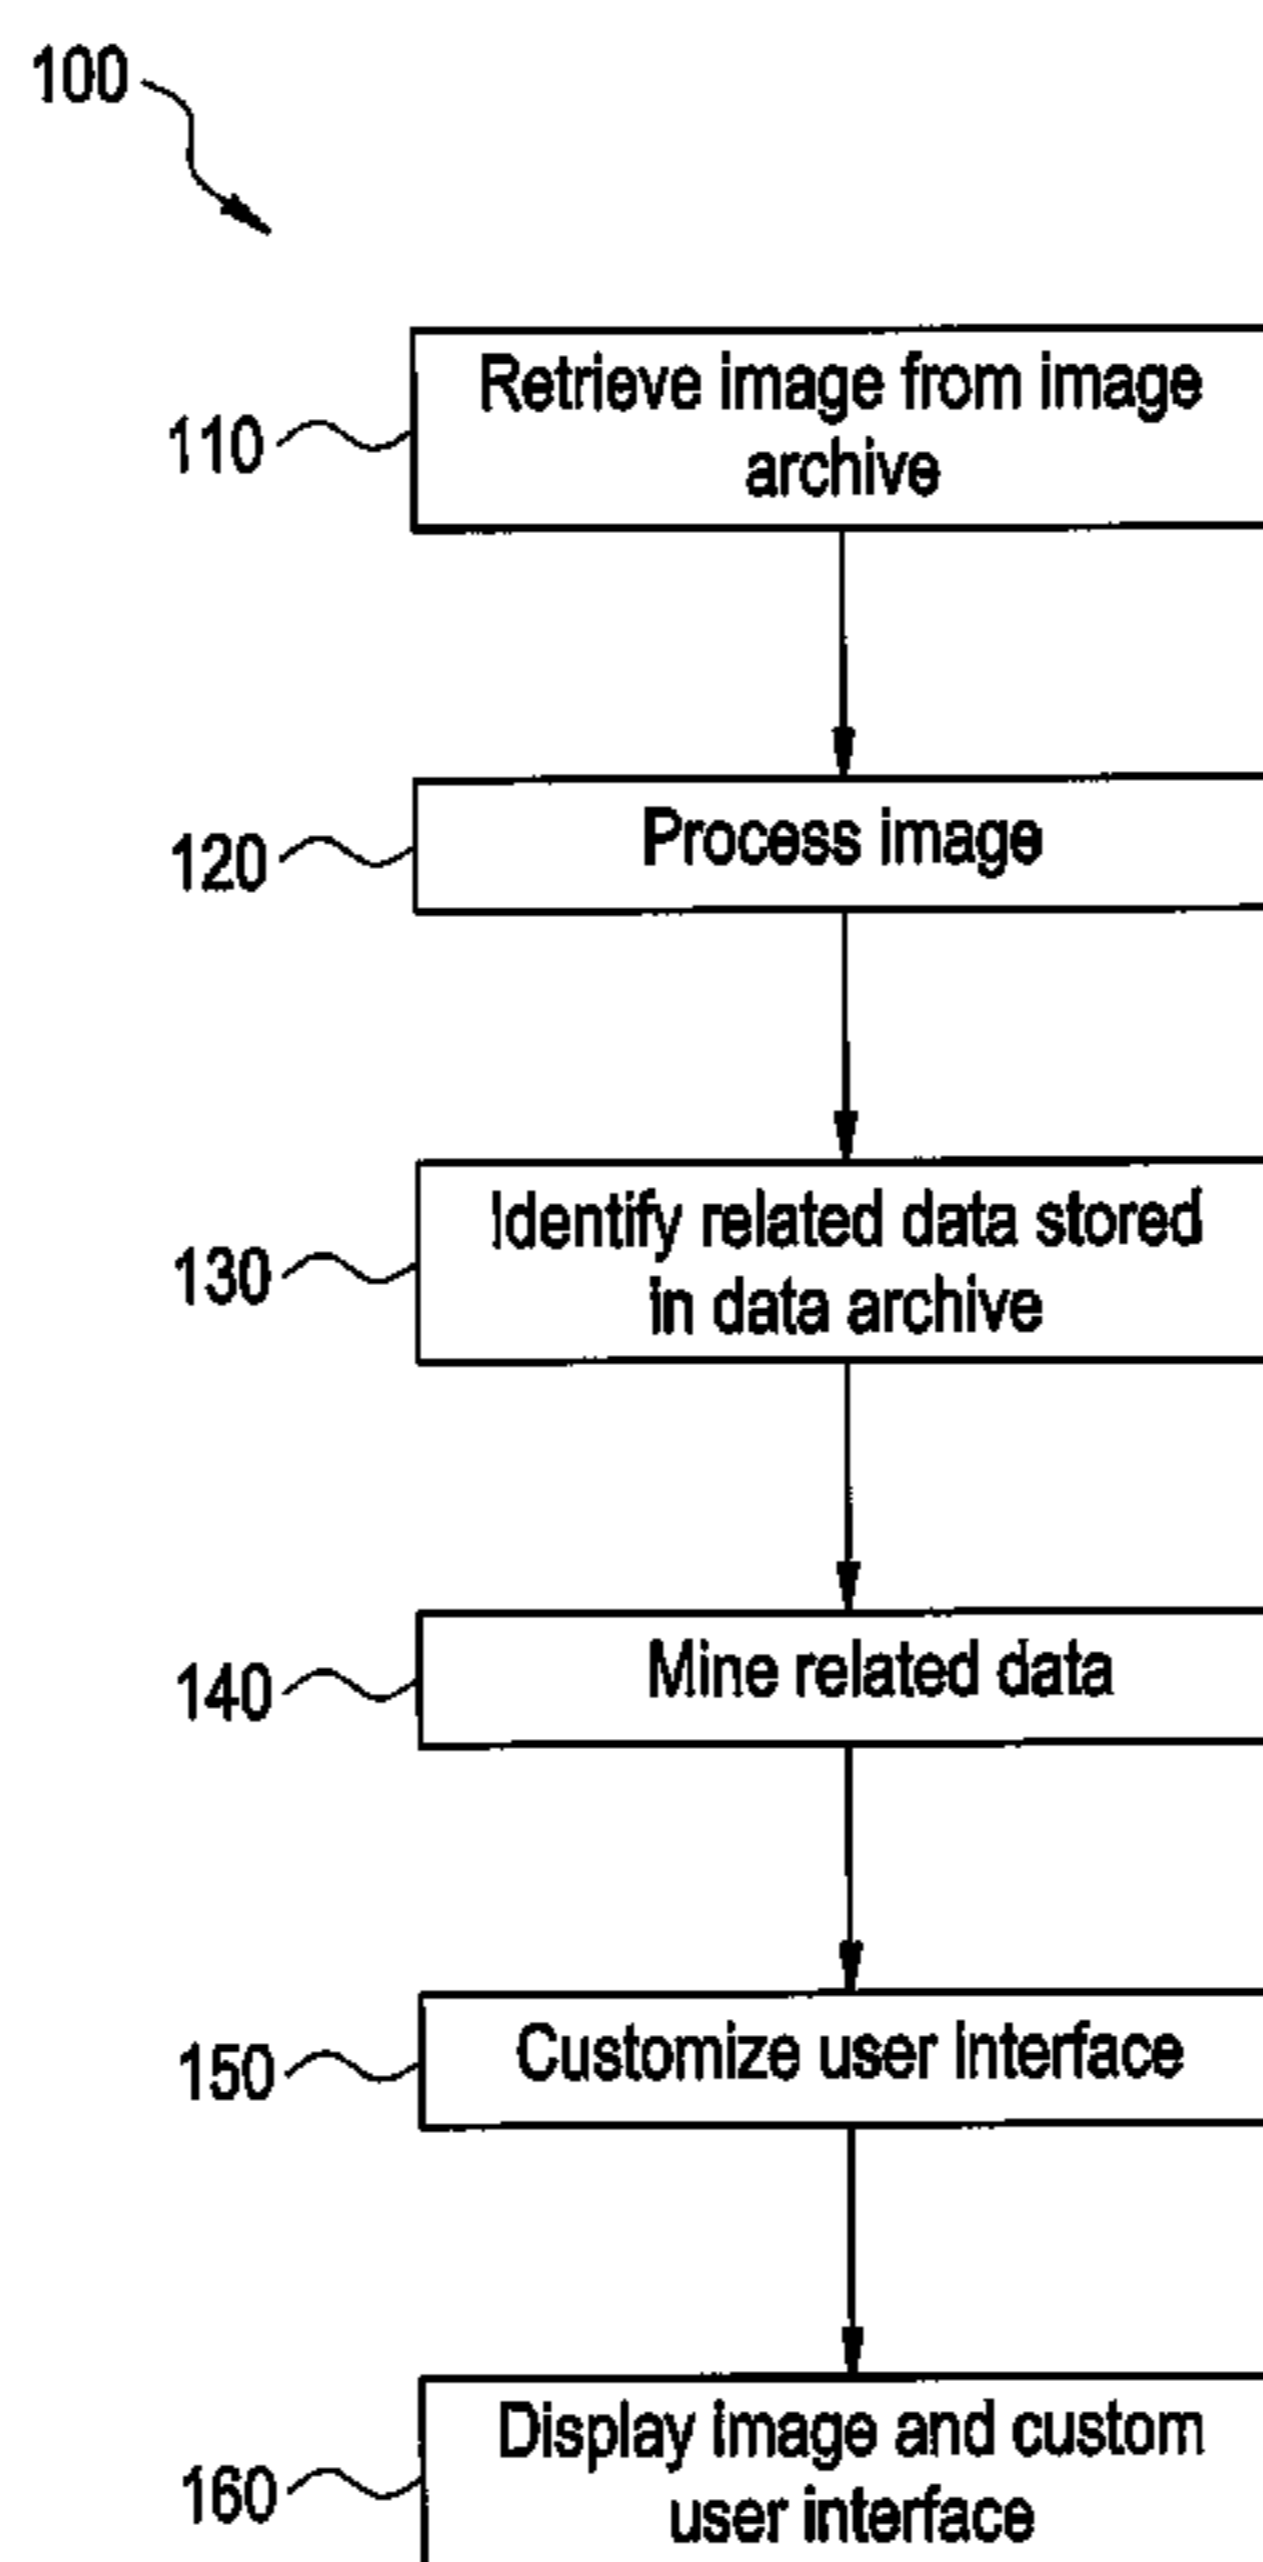 100
110
Retrieve image from image
archive
120
Process image
130
Identify related data stored
in data archive
140
Mine related data
150
Customize user interface
160
Display image and custom
user interface